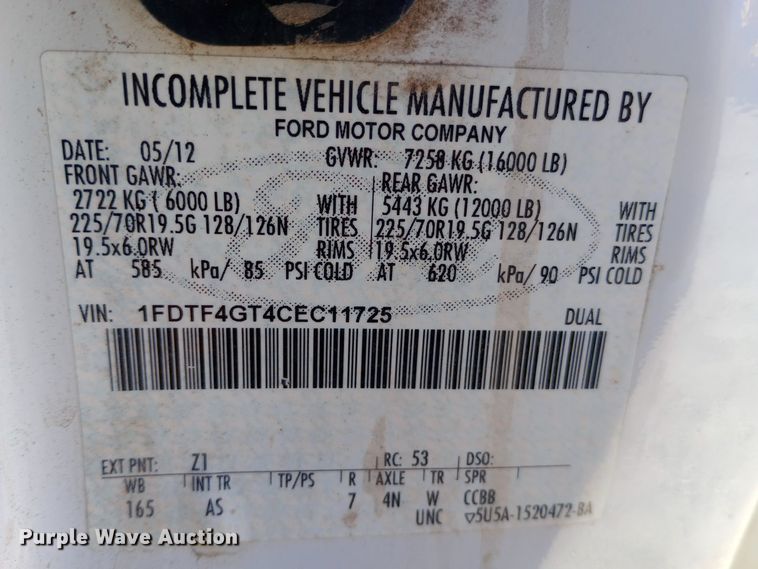 INCOMPLETE VEHICLE MANUFACTURED BY
FORD MOTOR COMPANY
DATE: 05/12 GVWR: 7258 KG (16000 LB)
FRONT GAWR: REAR GAWR:
2722 KG ( 6000 LB) WITH 5443 KG (12000 LB) WITH
225/70R19.5G 128/126N TIRES 225/70R19.5G 128/126N TIRES
19.5x6.0RW RIMS 19.5x6.0RW RIMS
AT 585 kPa/ 85 PSI COLD AT 620 kPa/ 90 PSI COLD
VIN: 1FDTF4GT4CEC11725 DUAL
EXT PNT: Z1 RC: 53 DSO:
WB INT TR TP/PS R AXLE TR SPR
165 AS 7 4N W CCBB
UNC ▽5U5A-1520472-BA
Purple Wave Auction